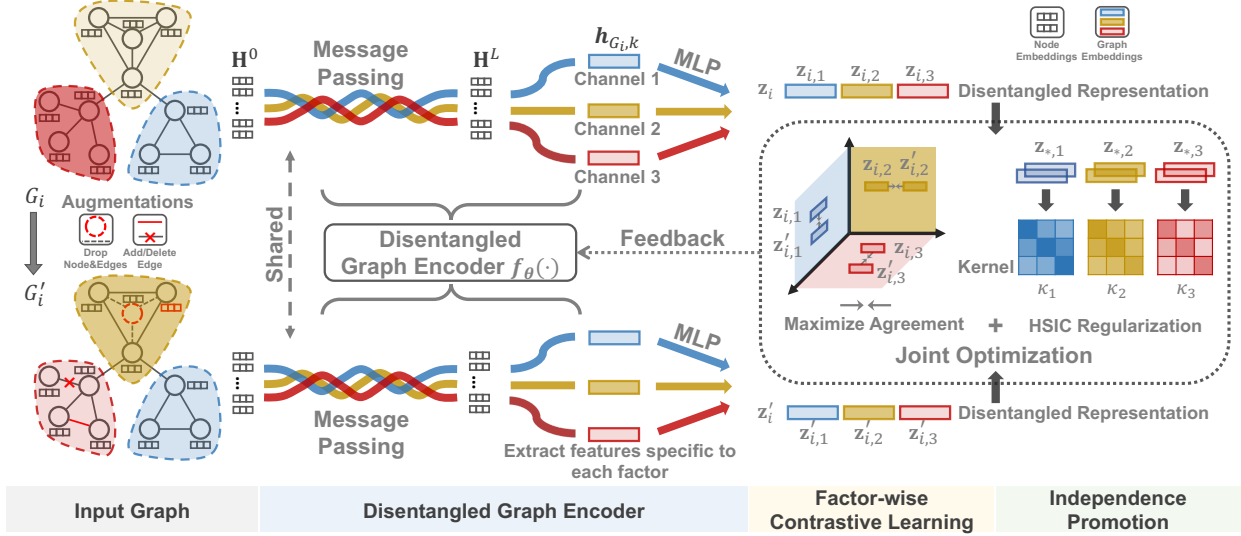 H⁰
Message
Passing
H^L
h_{G_i,k}
Channel 1
Channel 2
Channel 3
MLP
Node
Embeddings
Graph
Embeddings
z_i
z_{i,1}
z_{i,2}
z_{i,3}
Disentangled Representation
G_i
Augmentations
Drop
Node&Edges
Add/Delete
Edge
G'_i
Shared
Disentangled
Graph Encoder f_θ(·)
Feedback
z_{i,2}
z'_{i,2}
z_{i,1}
z'_{i,1}
z_{i,3}
z'_{i,3}
z_{*,1}
z_{*,2}
z_{*,3}
Kernel
κ₁
κ₂
κ₃
Maximize Agreement
+
HSIC Regularization
Joint Optimization
...
Message
Passing
MLP
Extract features specific to
each factor
z'_i
z'_{i,1}
z'_{i,2}
z'_{i,3}
Disentangled Representation
Input Graph
Disentangled Graph Encoder
Factor-wise
Contrastive Learning
Independence
Promotion